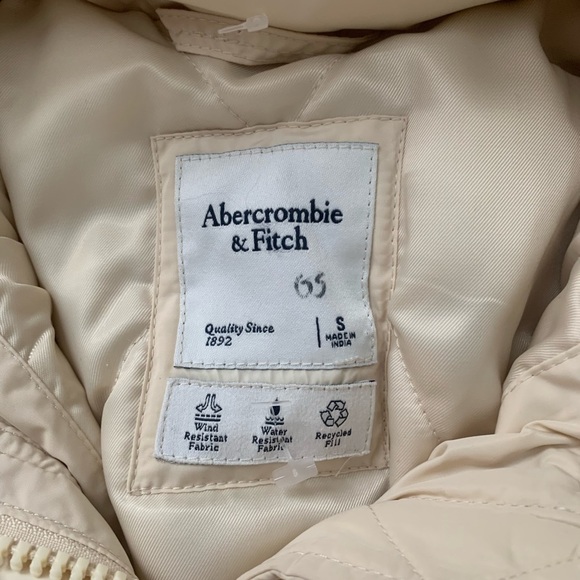 Abercrombie
& Fitch
65
Quality Since
1892
S
MADE IN
INDIA
Wind
Resistant
Fabric
Water
Resistant
Fabric
Recycled
Fill